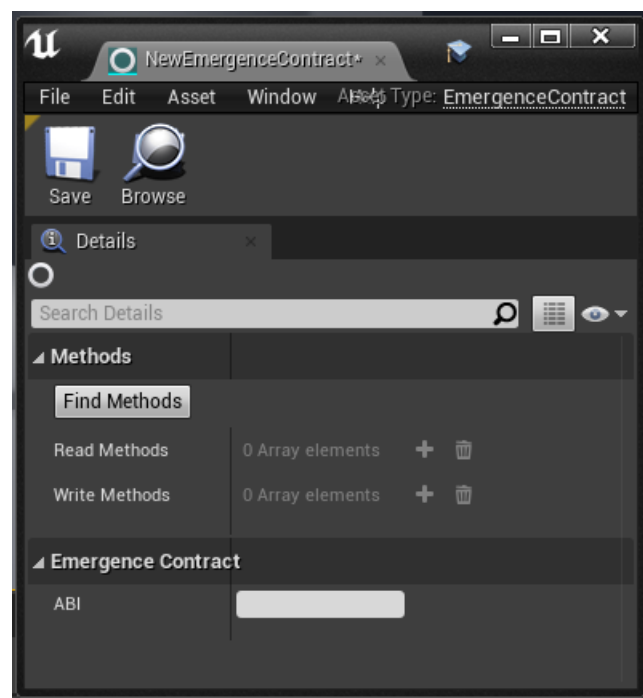 NewEmergenceContract*
File Edit Asset Window Help Asset Type: EmergenceContract
Save Browse
Details
Search Details
Methods
Find Methods
Read Methods 0 Array elements
Write Methods 0 Array elements
Emergence Contract
ABI